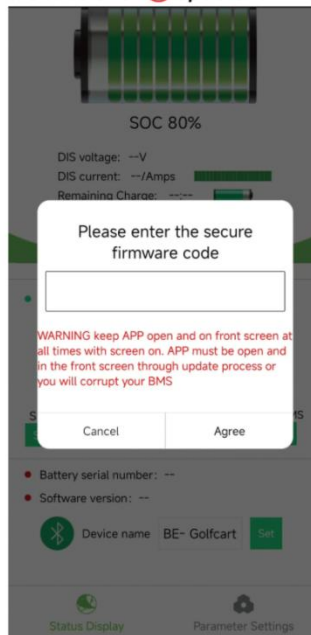 SOC 80%
DIS voltage: --V
DIS current: --/Amps
Remaining Charge: --:--
Please enter the secure
firmware code
WARNING keep APP open and on front screen at
all times with screen on. APP must be open and
in the front screen through update process or
you will corrupt your BMS
Cancel Agree
Battery serial number: --
Software version: --
Device name BE- Golfcart Set
Status Display Parameter Settings